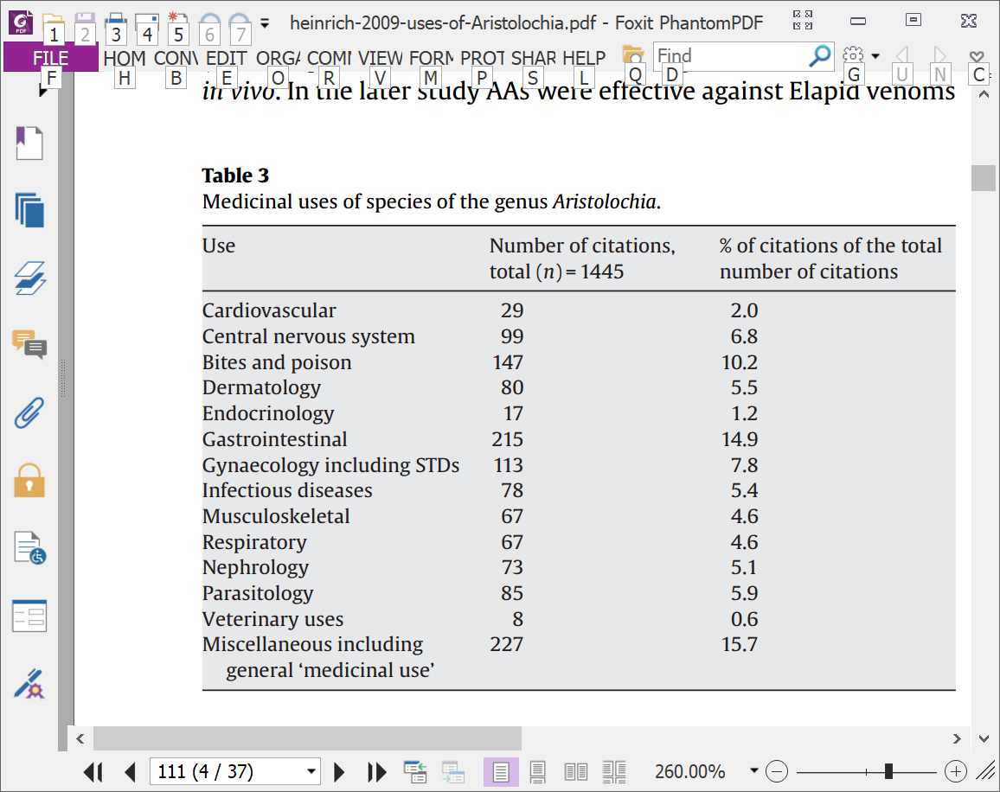 heinrich-2009-uses-of-Aristolochia.pdf - Foxit PhantomPDF
1 2 3 4 5 6 7
FILE HOM CONV EDIT ORGA COMI VIEW FORM PROT SHAR HELP Find
F H B E O R V M P S L Q D G U N C
in vivo. In the later study AAs were effective against Elapid venoms
Table 3
Medicinal uses of species of the genus Aristolochia.
Use Number of citations, % of citations of the total
total (n) = 1445 number of citations
Cardiovascular 29 2.0
Central nervous system 99 6.8
Bites and poison 147 10.2
Dermatology 80 5.5
Endocrinology 17 1.2
Gastrointestinal 215 14.9
Gynaecology including STDs 113 7.8
Infectious diseases 78 5.4
Musculoskeletal 67 4.6
Respiratory 67 4.6
Nephrology 73 5.1
Parasitology 85 5.9
Veterinary uses 8 0.6
Miscellaneous including 227 15.7
general ‘medicinal use’
111 (4 / 37) 260.00%